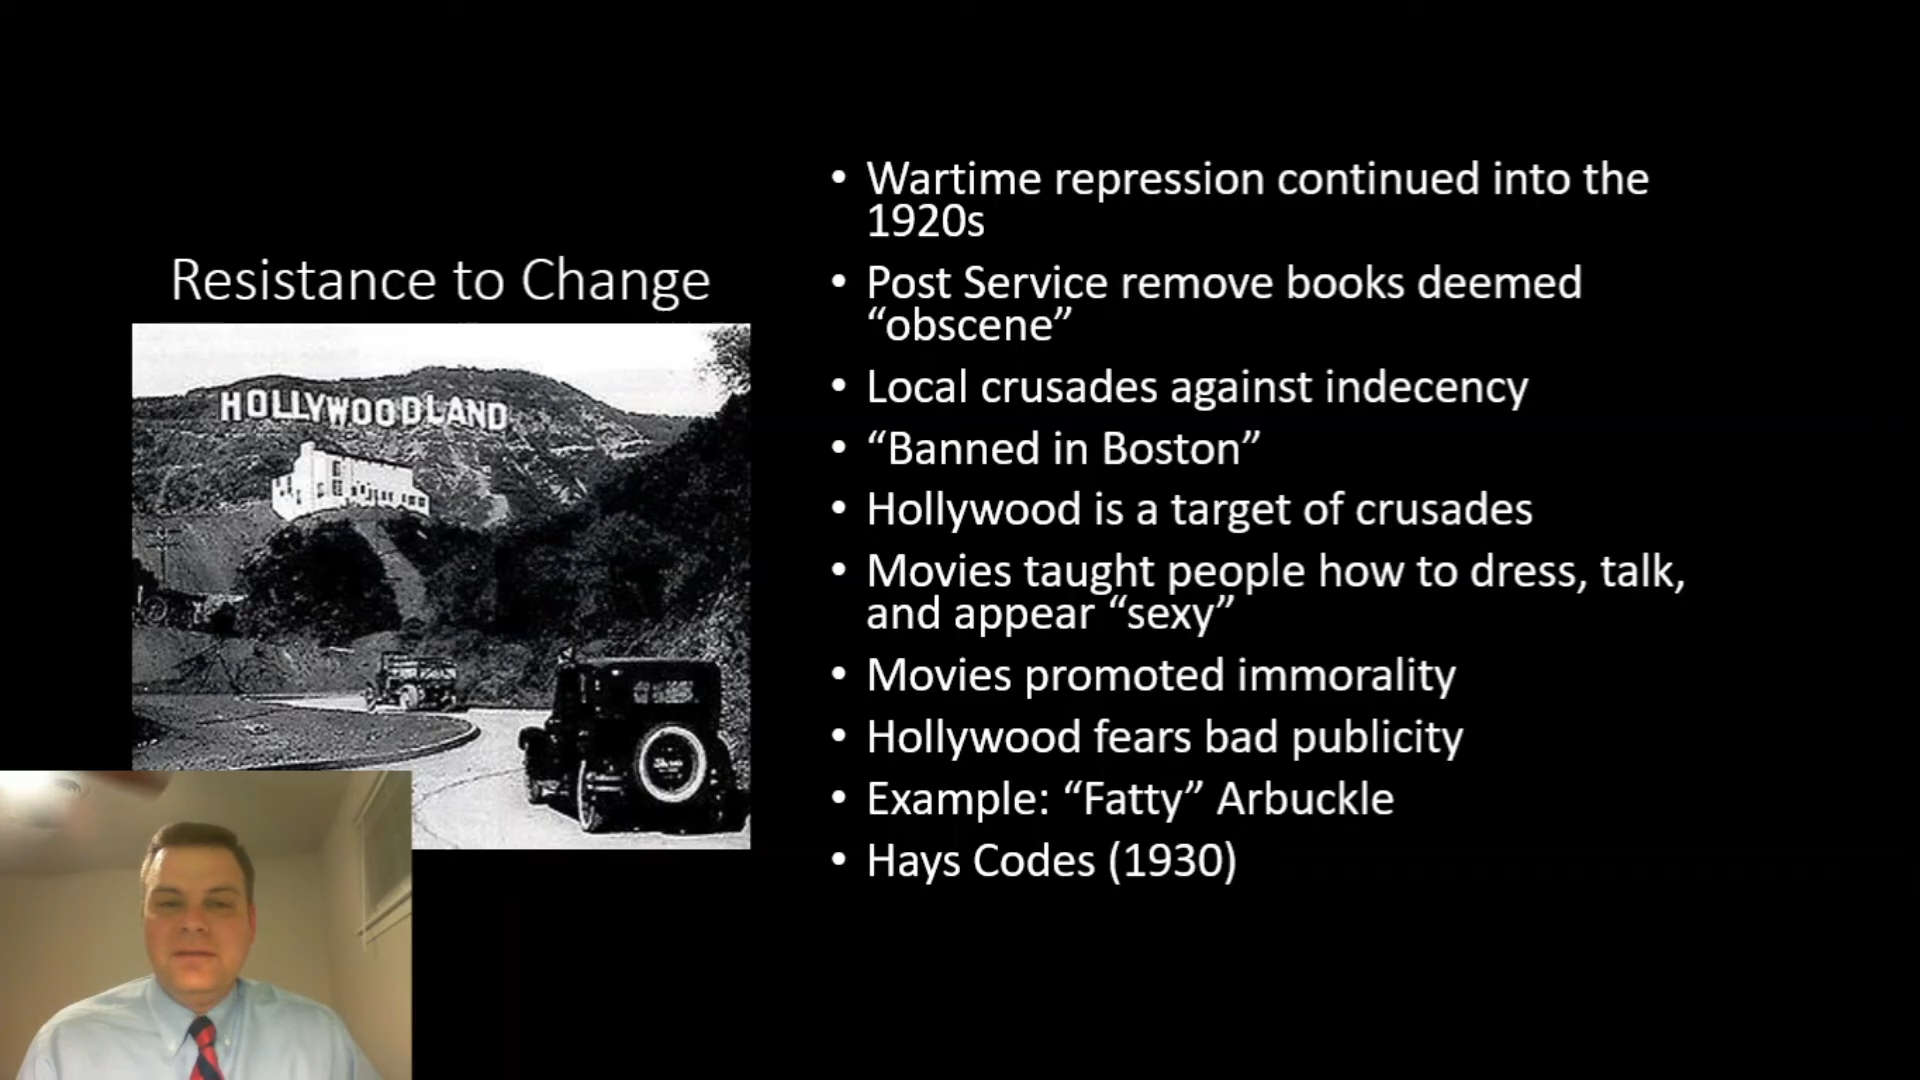 Resistance to Change
HOLLYWOODLAND
• Wartime repression continued into the
1920s
• Post Service remove books deemed
“obscene”
• Local crusades against indecency
• “Banned in Boston”
• Hollywood is a target of crusades
• Movies taught people how to dress, talk,
and appear “sexy”
• Movies promoted immorality
• Hollywood fears bad publicity
• Example: “Fatty” Arbuckle
• Hays Codes (1930)